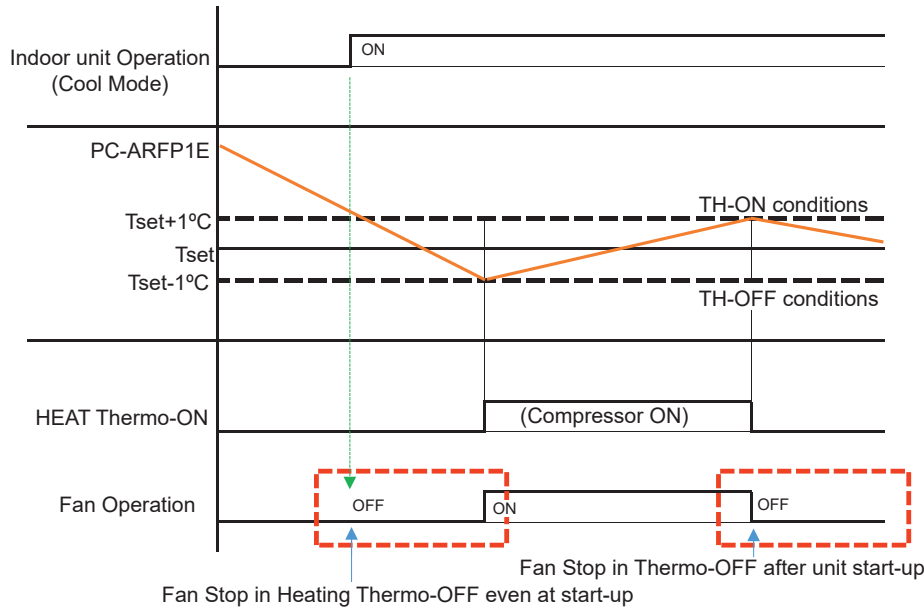 Indoor unit Operation
(Cool Mode)
ON
PC-ARFP1E
Tset+1ºC
TH-ON conditions
Tset
Tset-1ºC
TH-OFF conditions
HEAT Thermo-ON
(Compressor ON)
Fan Operation
OFF
ON
OFF
Fan Stop in Thermo-OFF after unit start-up
Fan Stop in Heating Thermo-OFF even at start-up